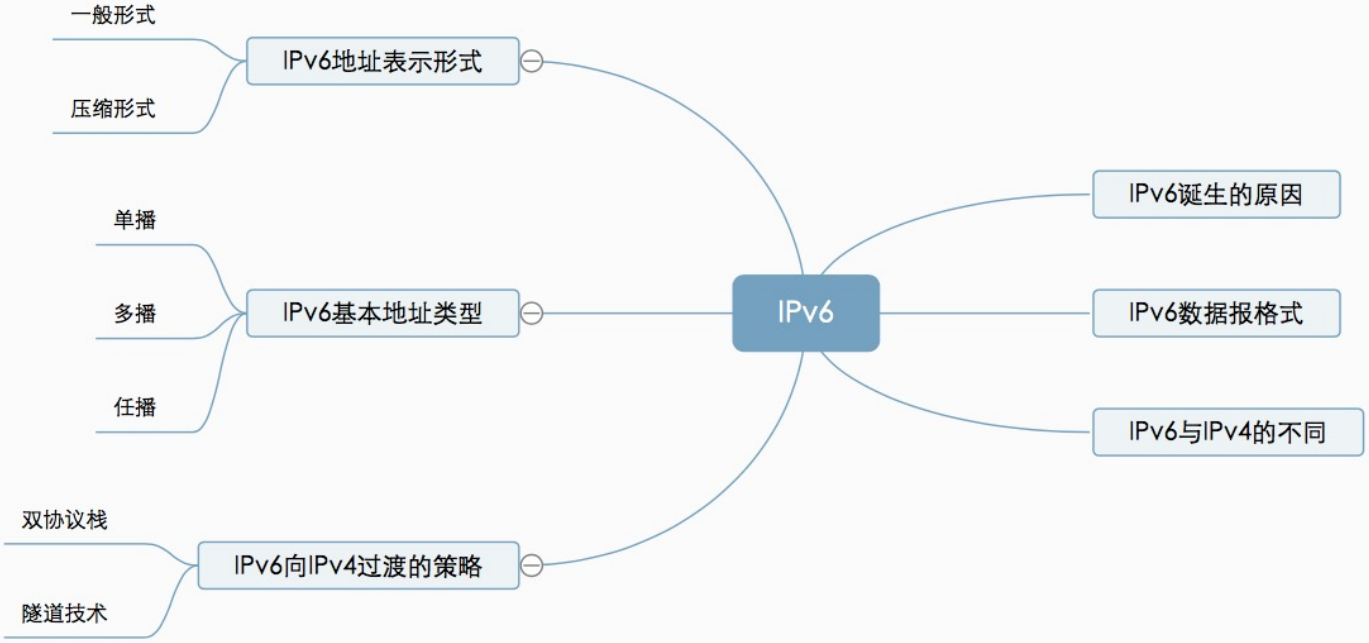 IPv6
IPv6诞生的原因
IPv6数据报格式
IPv6与IPv4的不同
IPv6地址表示形式
一般形式
压缩形式
IPv6基本地址类型
单播
多播
任播
IPv6向IPv4过渡的策略
双协议栈
隧道技术